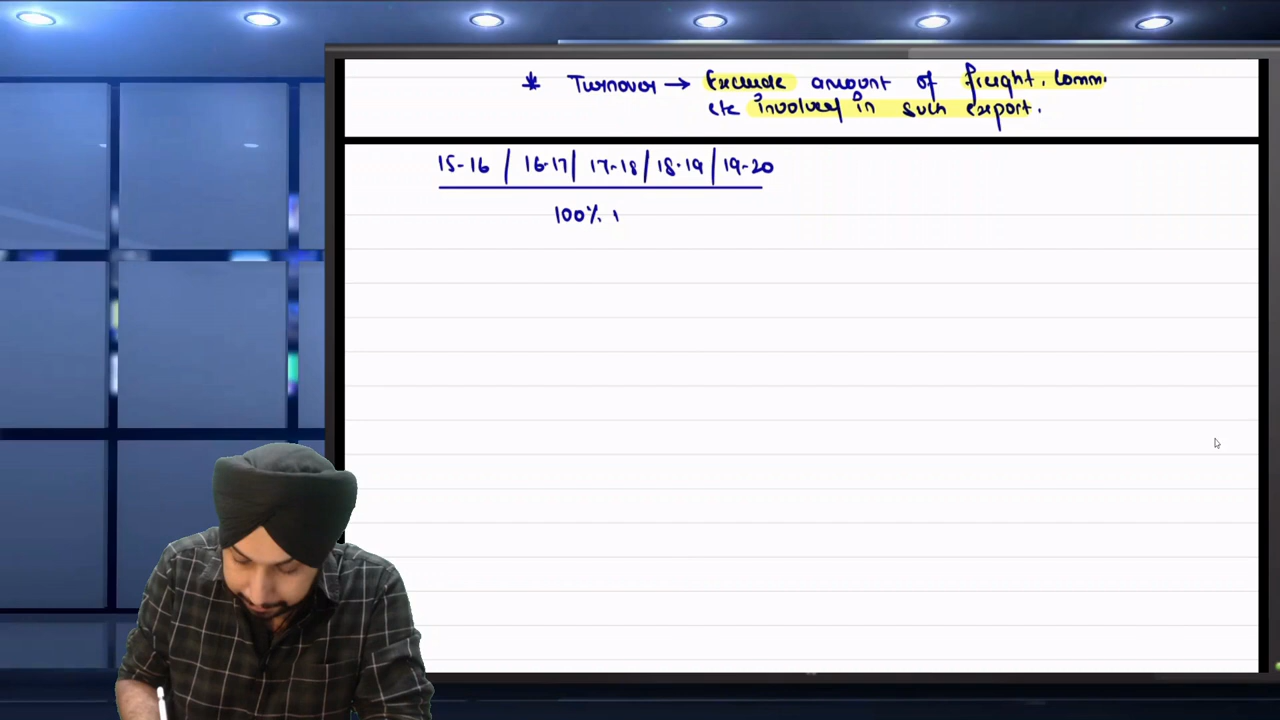 * Turnover → Exclude amount of freight, comm.
etc involved in such export.
15-16 | 16-17 | 17-18 | 18-19 | 19-20
100%